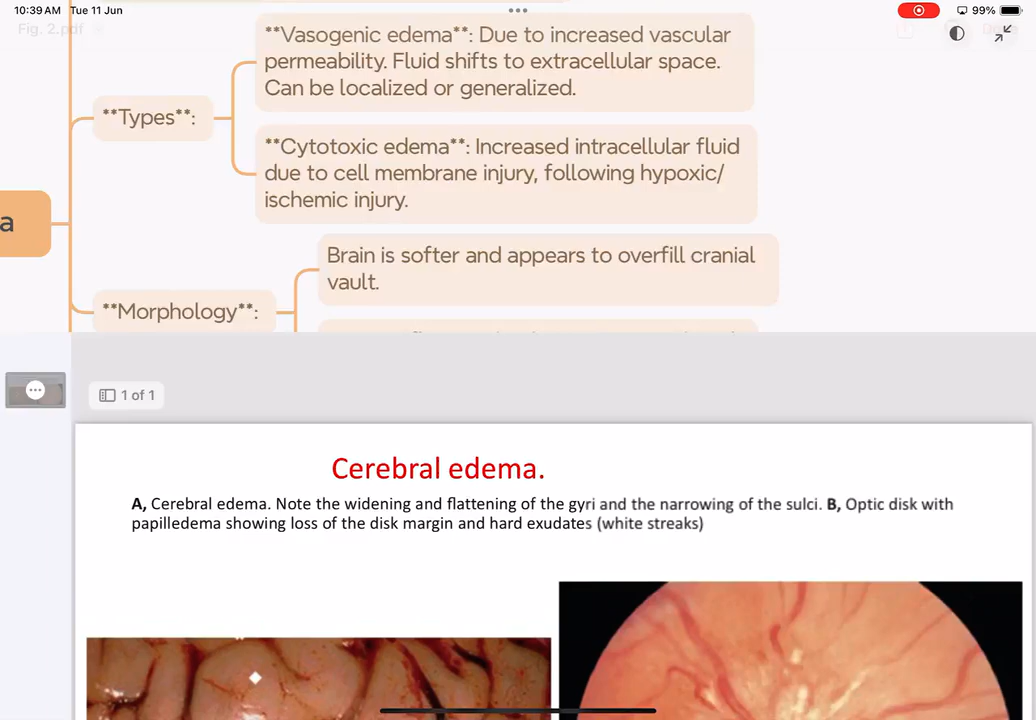 10:39 AM Tue 11 Jun
99%
Fig. 2.pdf
**Vasogenic edema**: Due to increased vascular
permeability. Fluid shifts to extracellular space.
Can be localized or generalized.
**Types**:
**Cytotoxic edema**: Increased intracellular fluid
due to cell membrane injury, following hypoxic/
ischemic injury.
a
Brain is softer and appears to overfill cranial
vault.
**Morphology**:
1 of 1
Cerebral edema.
A, Cerebral edema. Note the widening and flattening of the gyri and the narrowing of the sulci. B, Optic disk with
papilledema showing loss of the disk margin and hard exudates (white streaks)